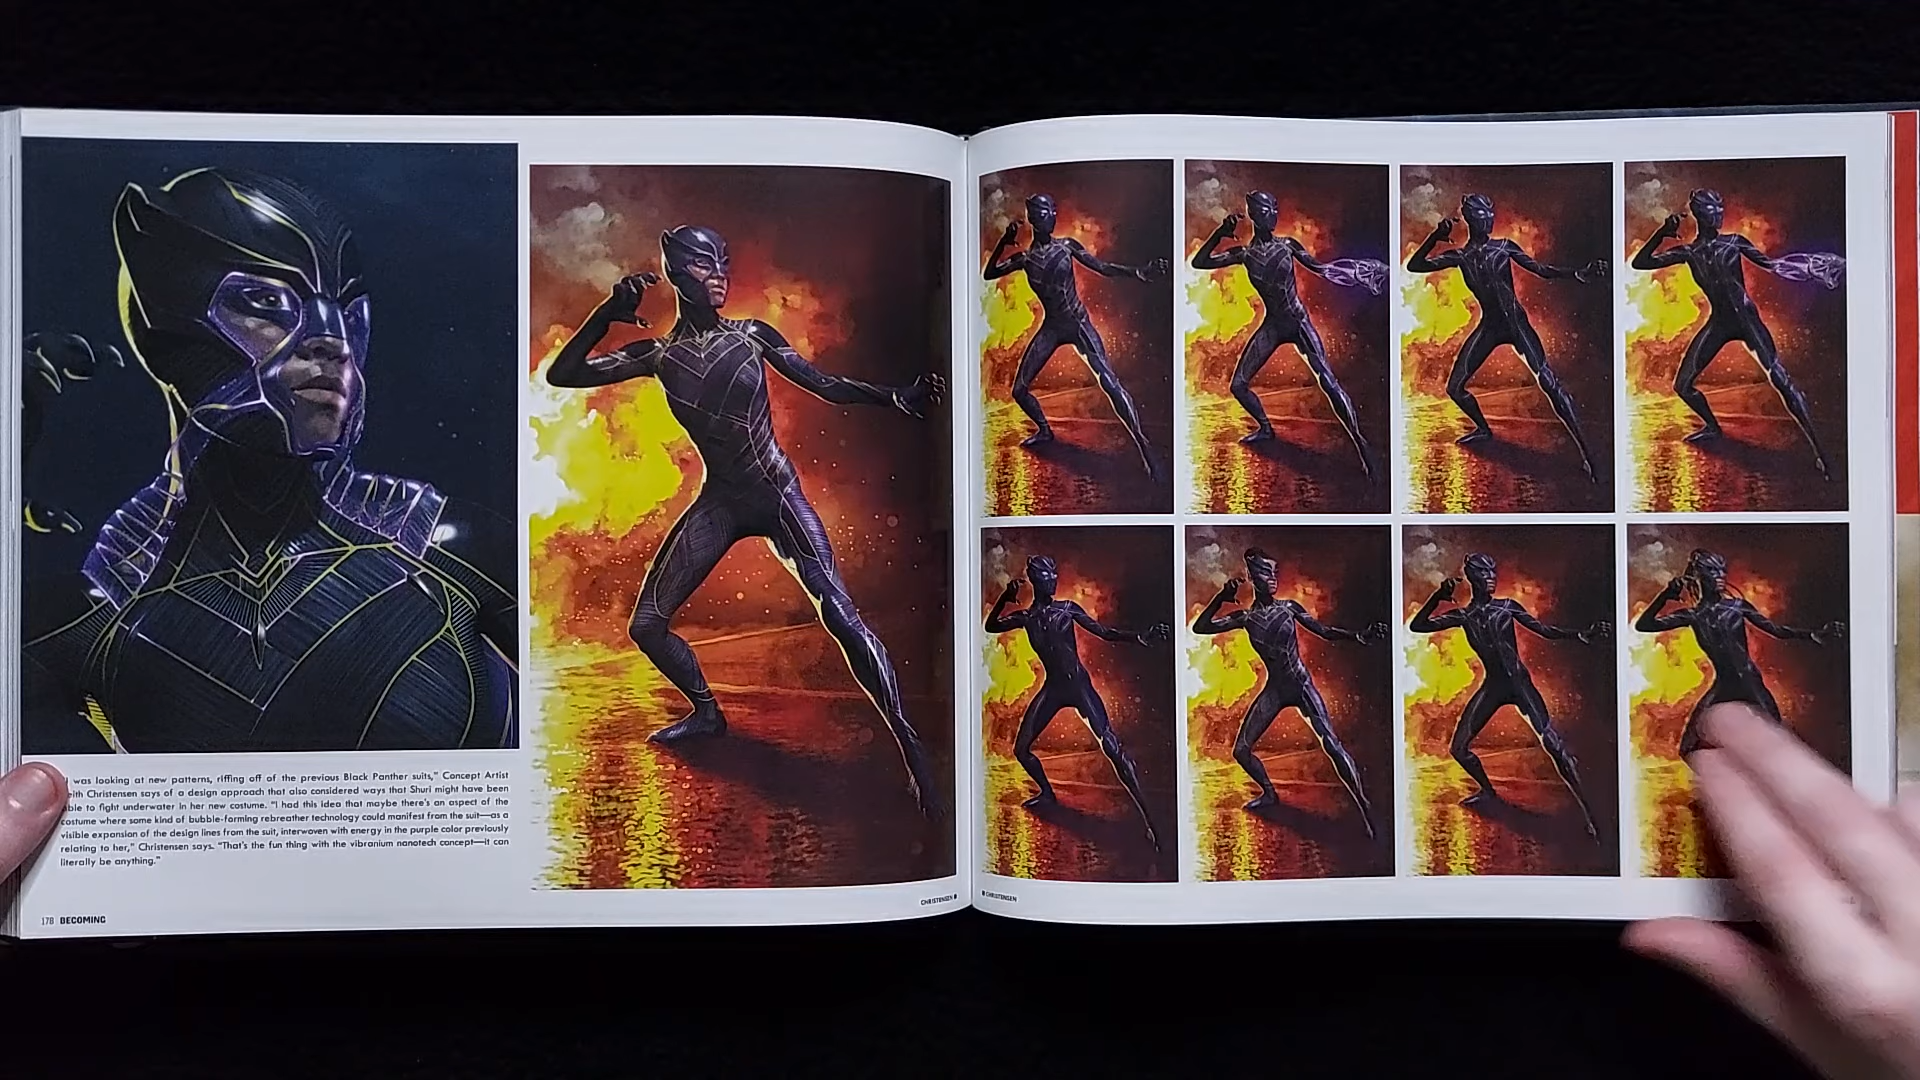 was looking at new patterns, riffing off of the previous Black Panther suits," Concept Artist
eith Christensen says of a design approach that also considered ways that Shuri might have been
ble to fight underwater in her new costume. "I had this idea that maybe there's an aspect of the
costume where some kind of bubble-forming rebreather technology could manifest from the suit—as a
visible expansion of the design lines from the suit, interwoven with energy in the purple color previously
relating to her," Christensen says. "That's the fun thing with the vibranium nanotech concept—it can
literally be anything."
178 BECOMING
CHRISTENSEN
CHRISTENSEN